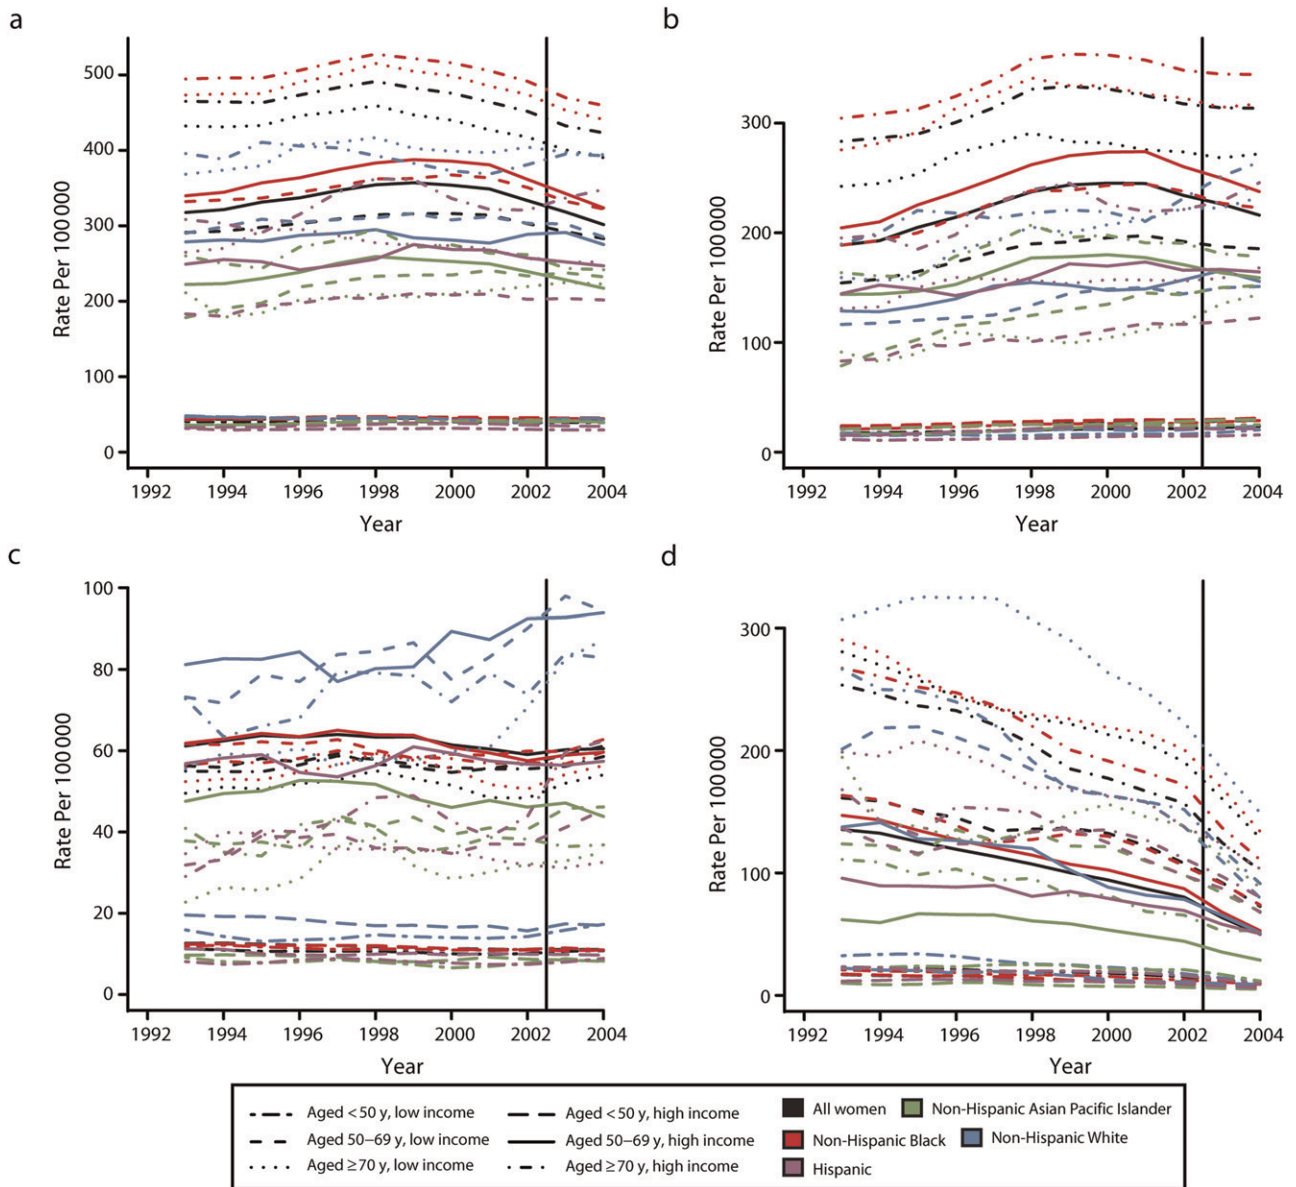 a
Rate Per 100 000
500
400
300
200
100
0
1992 1994 1996 1998 2000 2002 2004
Year
b
Rate Per 100 000
300
200
100
0
1992 1994 1996 1998 2000 2002 2004
Year
c
Rate Per 100 000
100
80
60
40
20
0
1992 1994 1996 1998 2000 2002 2004
Year
d
Rate Per 100 000
300
200
100
0
1992 1994 1996 1998 2000 2002 2004
Year
Aged <50 y, low income
Aged 50–69 y, low income
Aged ≥70 y, low income
Aged <50 y, high income
Aged 50–69 y, high income
Aged ≥70 y, high income
All women
Non-Hispanic Asian Pacific Islander
Non-Hispanic Black
Non-Hispanic White
Hispanic